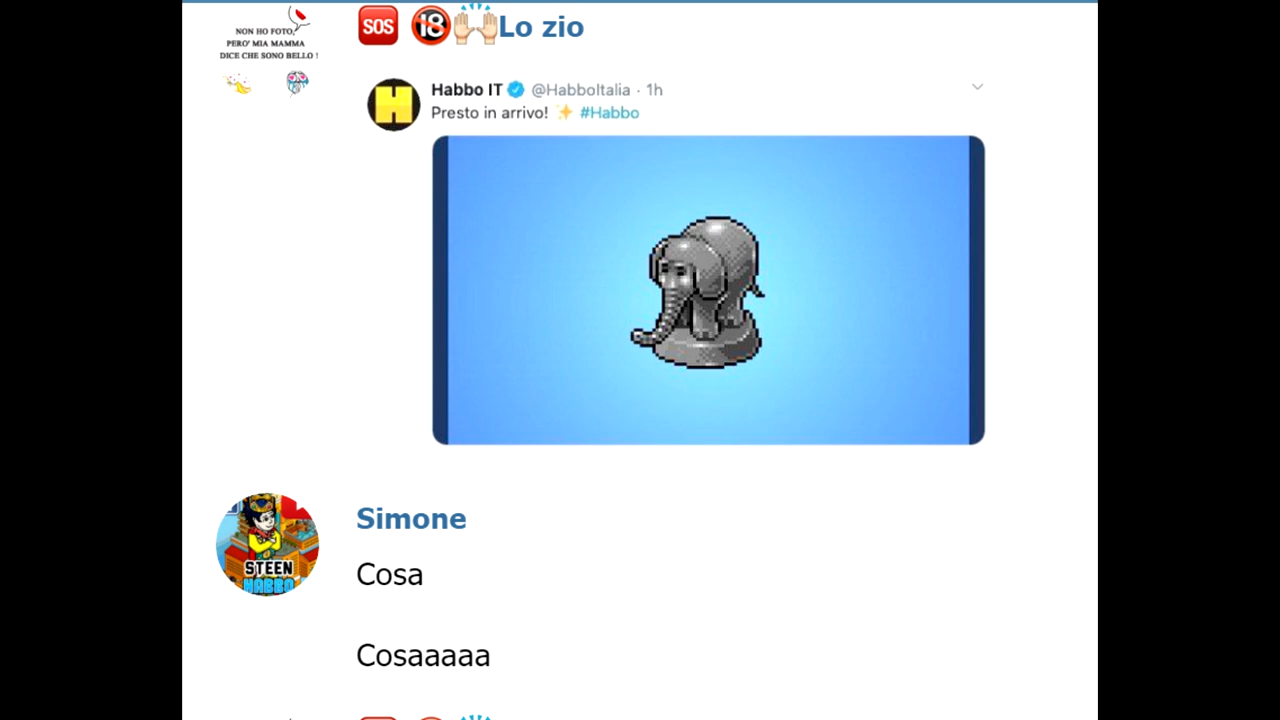 NON HO FOTO,
PERO' MIA MAMMA
DICE CHE SONO BELLO !
🆘 🔞🙌🏻Lo zio
Habbo IT @HabboItalia · 1h
Presto in arrivo! ✨ #Habbo
Simone
STEEN
HABBO
Cosa
Cosaaaaa